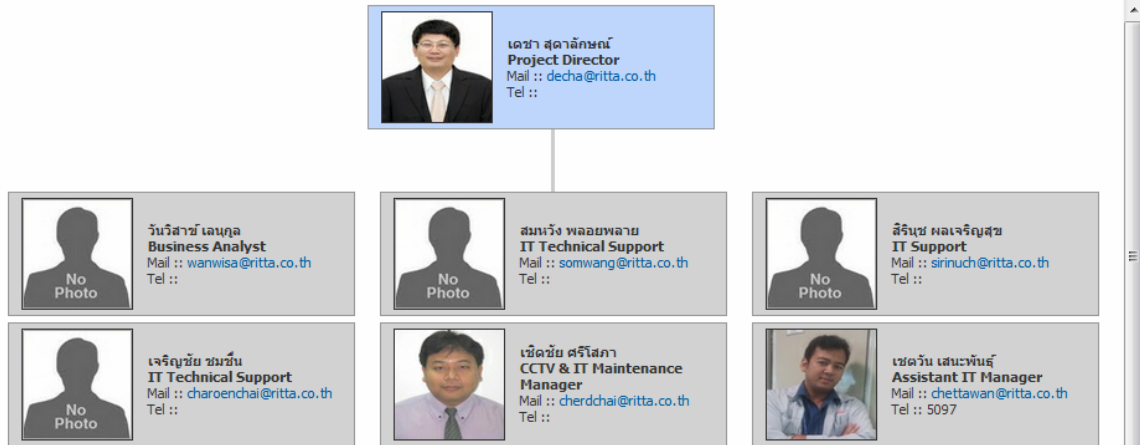 เดชา สุดาลักษณ์
Project Director
Mail :: decha@ritta.co.th
Tel ::
No
Photo
วันวิสาข์ เลนุกูล
Business Analyst
Mail :: wanwisa@ritta.co.th
Tel ::
No
Photo
สมหวัง พลอยพลาย
IT Technical Support
Mail :: somwang@ritta.co.th
Tel ::
No
Photo
สิรินุช ผลเจริญสุข
IT Support
Mail :: sirinuch@ritta.co.th
Tel ::
No
Photo
เจริญชัย ชมชื่น
IT Technical Support
Mail :: charoenchai@ritta.co.th
Tel ::
เชิดชัย ศรีโสภา
CCTV & IT Maintenance
Manager
Mail :: cherdchai@ritta.co.th
Tel ::
เชตวัน เสนะพันธุ์
Assistant IT Manager
Mail :: chettawan@ritta.co.th
Tel :: 5097